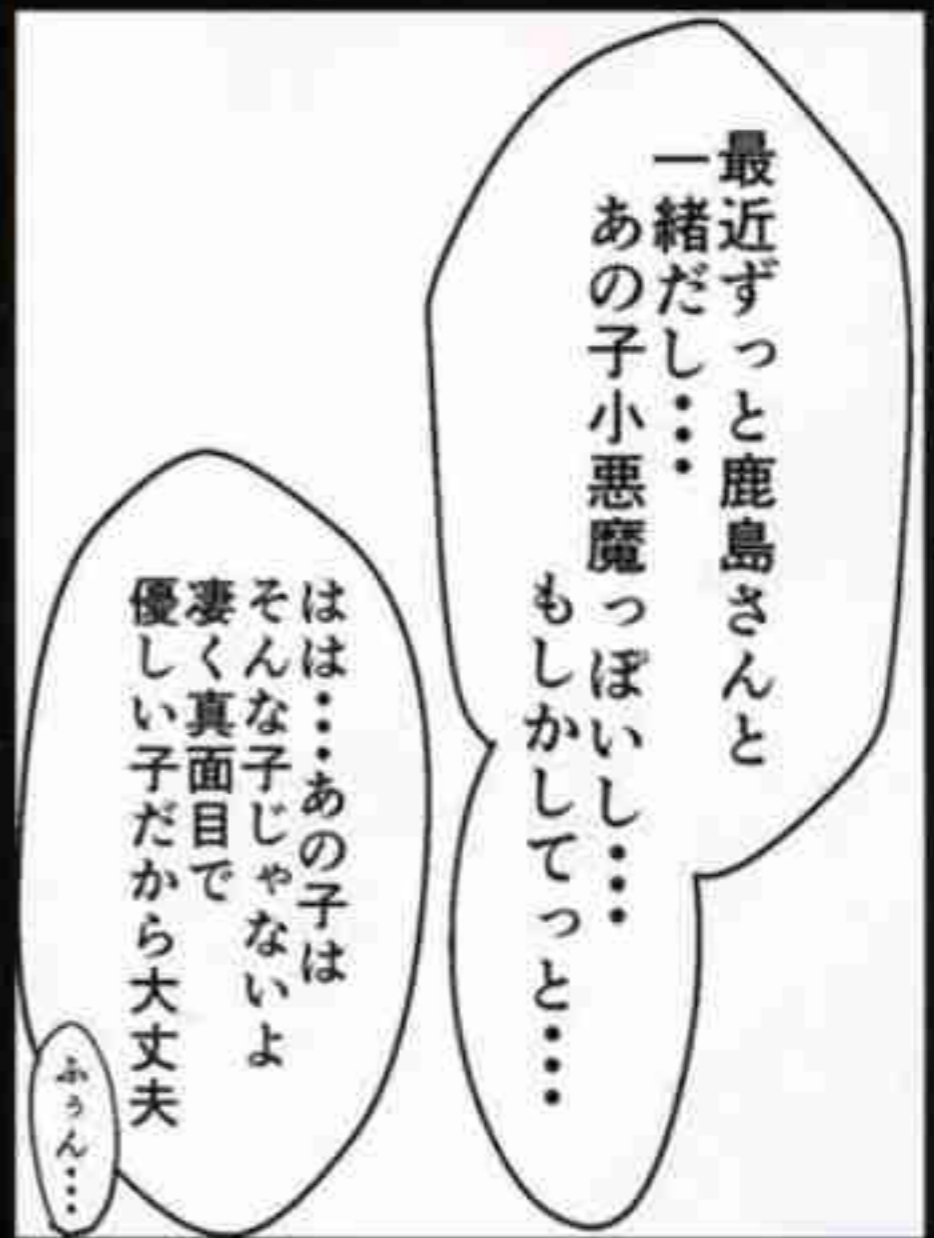 最近ずっと鹿島さんと
一緒だし・・・
あの子小悪魔っぽいし・・・
もしかしてっと・・・
はは・・・あの子は
そんな子じゃないよ
凄く真面目で
優しい子だから大丈夫
ふぅん・・・